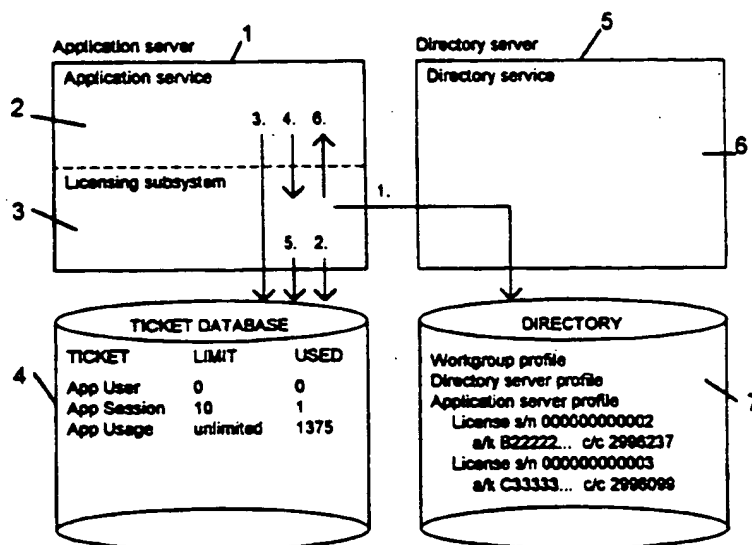 1
5
Application server
Directory server
Application service
Directory service
2
3. 4. 6.
6
Licensing subsystem
1.
3
5. 2.
TICKET DATABASE
DIRECTORY
4
TICKET LIMIT USED
App User 0 0
App Session 10 1
App Usage unlimited 1375
Workgroup profile
Directory server profile
Application server profile
License s/n 000000000002
a/k B22222... c/c 2996237
License s/n 000000000003
a/k C33333... c/c 2996099
7